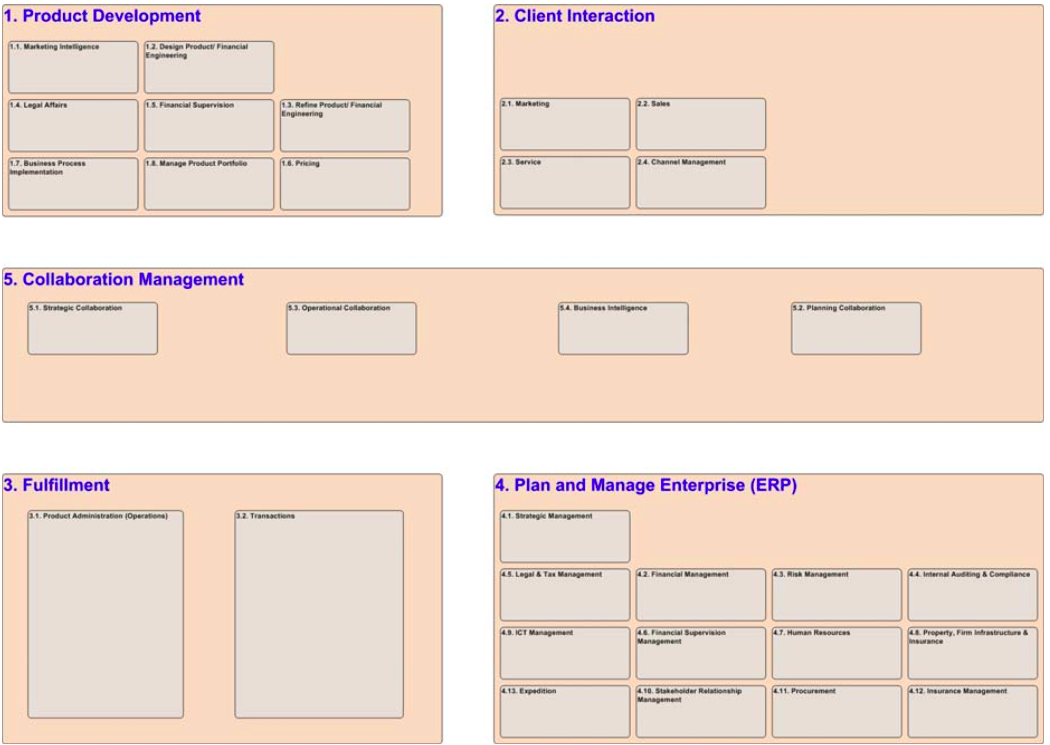 1. Product Development
1.1. Marketing Intelligence
1.2. Design Product/ Financial
Engineering
1.4. Legal Affairs
1.5. Financial Supervision
1.3. Refine Product/ Financial
Engineering
1.7. Business Process
Implementation
1.8. Manage Product Portfolio
1.6. Pricing
2. Client Interaction
2.1. Marketing
2.2. Sales
2.3. Service
2.4. Channel Management
5. Collaboration Management
5.1. Strategic Collaboration
5.3. Operational Collaboration
5.4. Business Intelligence
5.2. Planning Collaboration
3. Fulfillment
3.1. Product Administration (Operations)
3.2. Transactions
4. Plan and Manage Enterprise (ERP)
4.1. Strategic Management
4.5. Legal & Tax Management
4.2. Financial Management
4.3. Risk Management
4.4. Internal Auditing & Compliance
4.9. ICT Management
4.6. Financial Supervision
Management
4.7. Human Resources
4.8. Property, Firm Infrastructure &
Insurance
4.13. Expedition
4.10. Stakeholder Relationship
Management
4.11. Procurement
4.12. Insurance Management